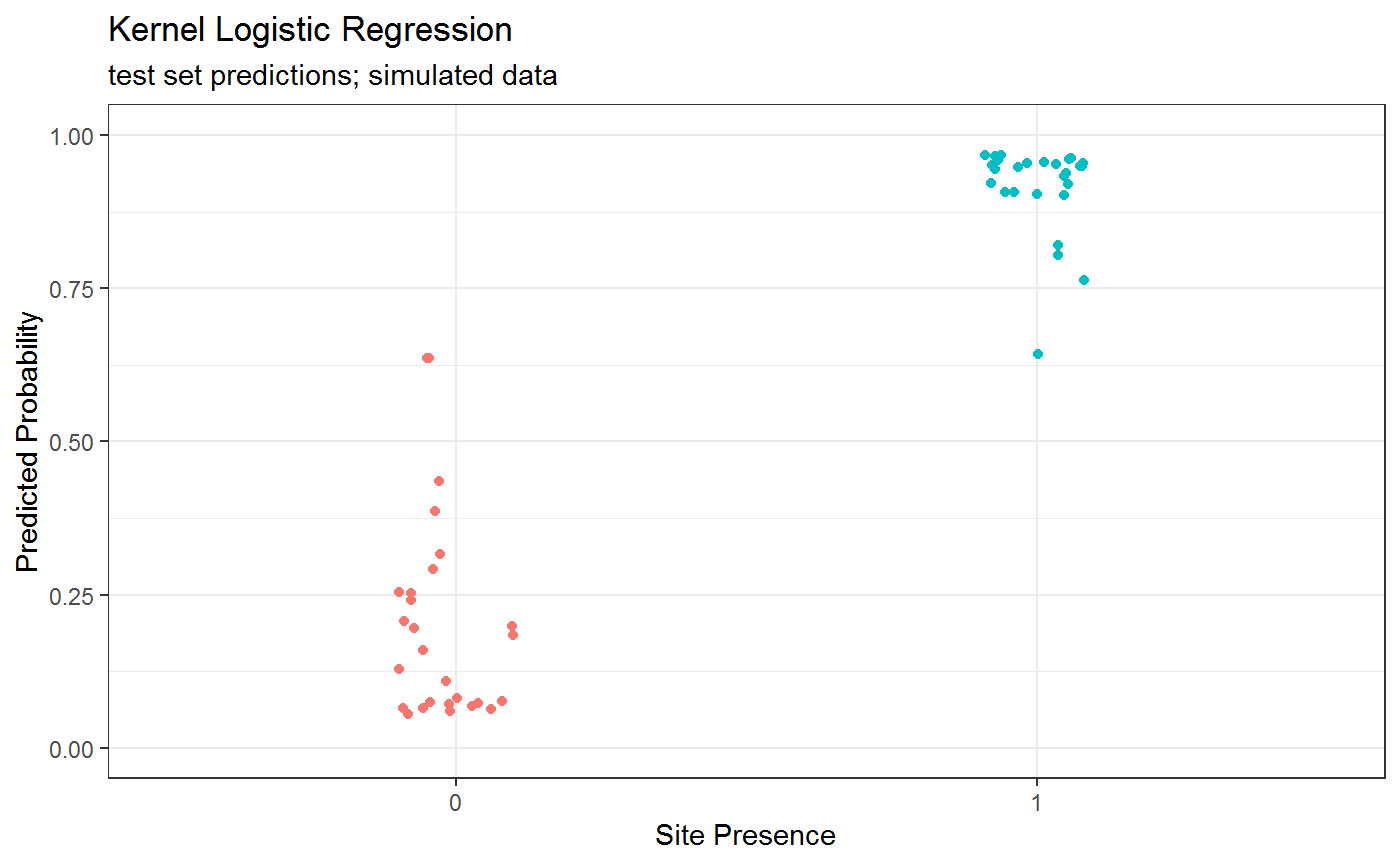 Kernel Logistic Regression
test set predictions; simulated data
1.00
0.75
0.50
0.25
0.00
Predicted Probability
0 1
Site Presence